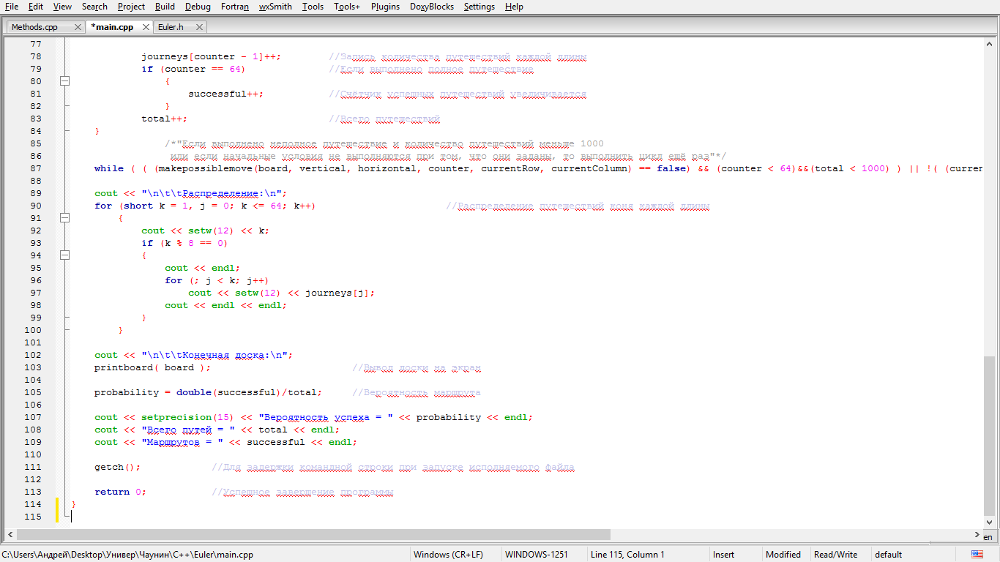 File Edit View Search Project Build Debug Fortran wxSmith Tools Tools+ Plugins DoxyBlocks Settings Help
Methods.cpp *main.cpp Euler.h
77
78 journeys[counter - 1]++; //Запись количества путешествий каждой длины
79 if (counter == 64) //Если выполнено полное путешествие
80 {
81 successful++; //Счётчик успешных путешествий увеличивается
82 }
83 total++; //Всего путешествий
84 }
85 /*"Если выполнено неполное путешествие и количество путешествий меньше 1000
86 или если начальные условия не выполняются при том, что они заданы, то выполнить цикл ещё раз"*/
87 while ( ( (makepossiblemove(board, vertical, horizontal, counter, currentRow, currentColumn) == false) && (counter < 64)&&(total < 1000) ) || !( (curren
88
89 cout << "\n\t\tРаспределение:\n";
90 for (short k = 1, j = 0; k <= 64; k++) //Распределение путешествий коня каждой длины
91 {
92 cout << setw(12) << k;
93 if (k % 8 == 0)
94 {
95 cout << endl;
96 for (; j < k; j++)
97 cout << setw(12) << journeys[j];
98 cout << endl << endl;
99 }
100 }
101
102 cout << "\n\t\tКонечная доска:\n";
103 printboard( board ); //Вывод доски на экран
104
105 probability = double(successful)/total; //Вероятность маршрута
106
107 cout << setprecision(15) << "Вероятность успеха = " << probability << endl;
108 cout << "Всего путей = " << total << endl;
109 cout << "Маршрутов = " << successful << endl;
110
111 getch(); //Для задержки командной строки при запуске исполняемого файла
112
113 return 0; //Успешное завершение программы
114 }
115
en
C:\Users\Андрей\Desktop\Универ\Чаунин\C++\Euler\main.cpp Windows (CR+LF) WINDOWS-1251 Line 115, Column 1 Insert Modified Read/Write default